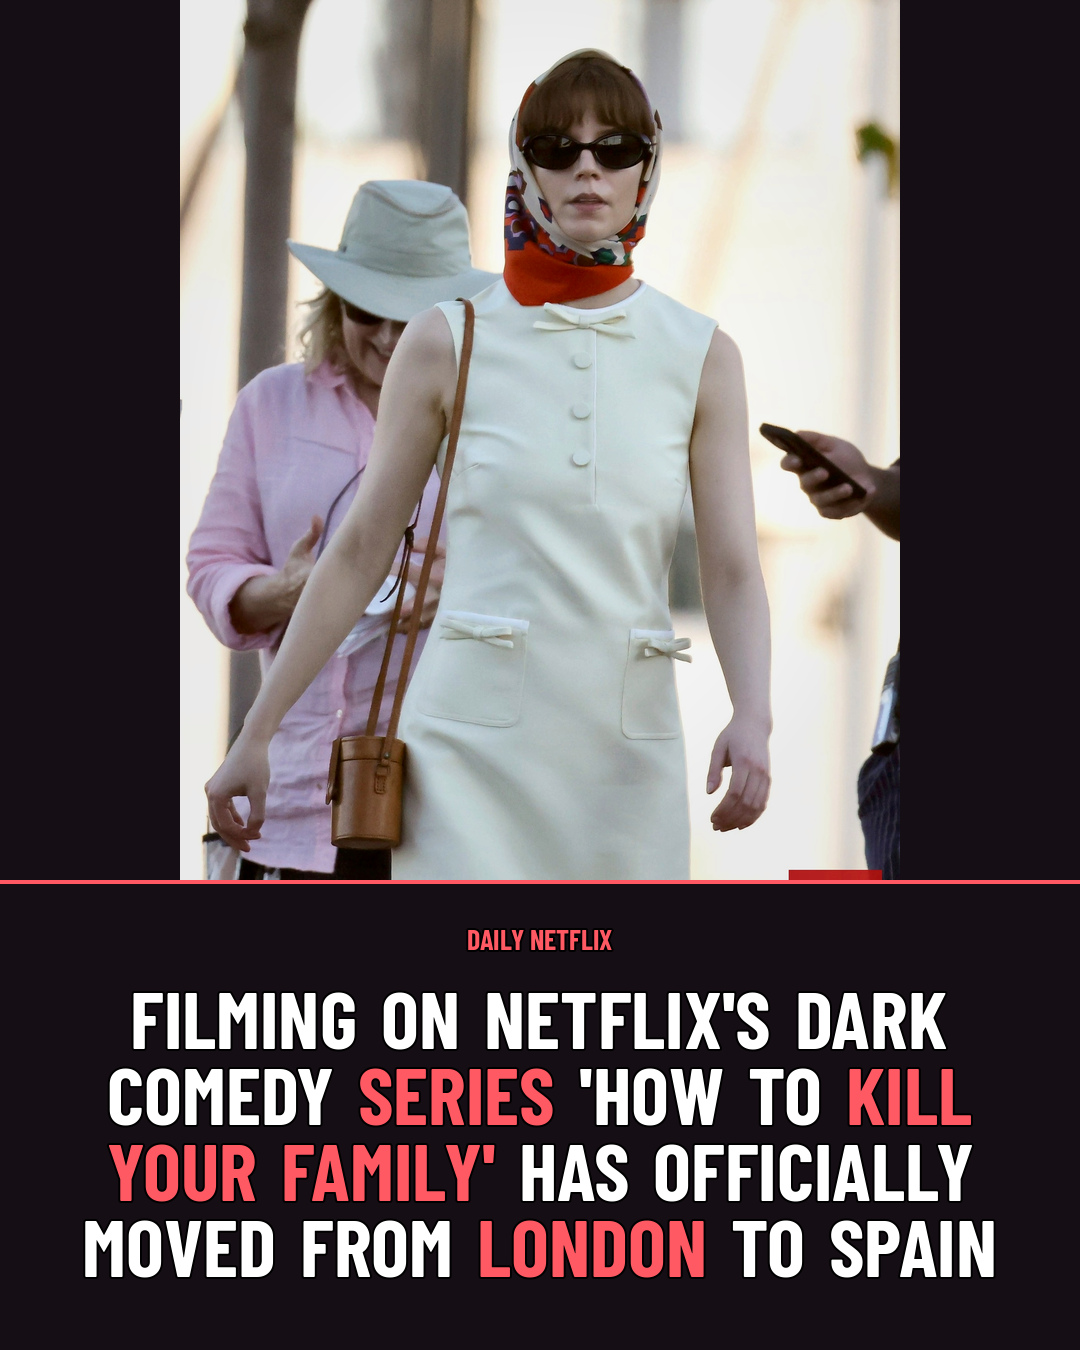 DAILY NETFLIX
FILMING ON NETFLIX'S DARK
COMEDY SERIES 'HOW TO KILL
YOUR FAMILY' HAS OFFICIALLY
MOVED FROM LONDON TO SPAIN